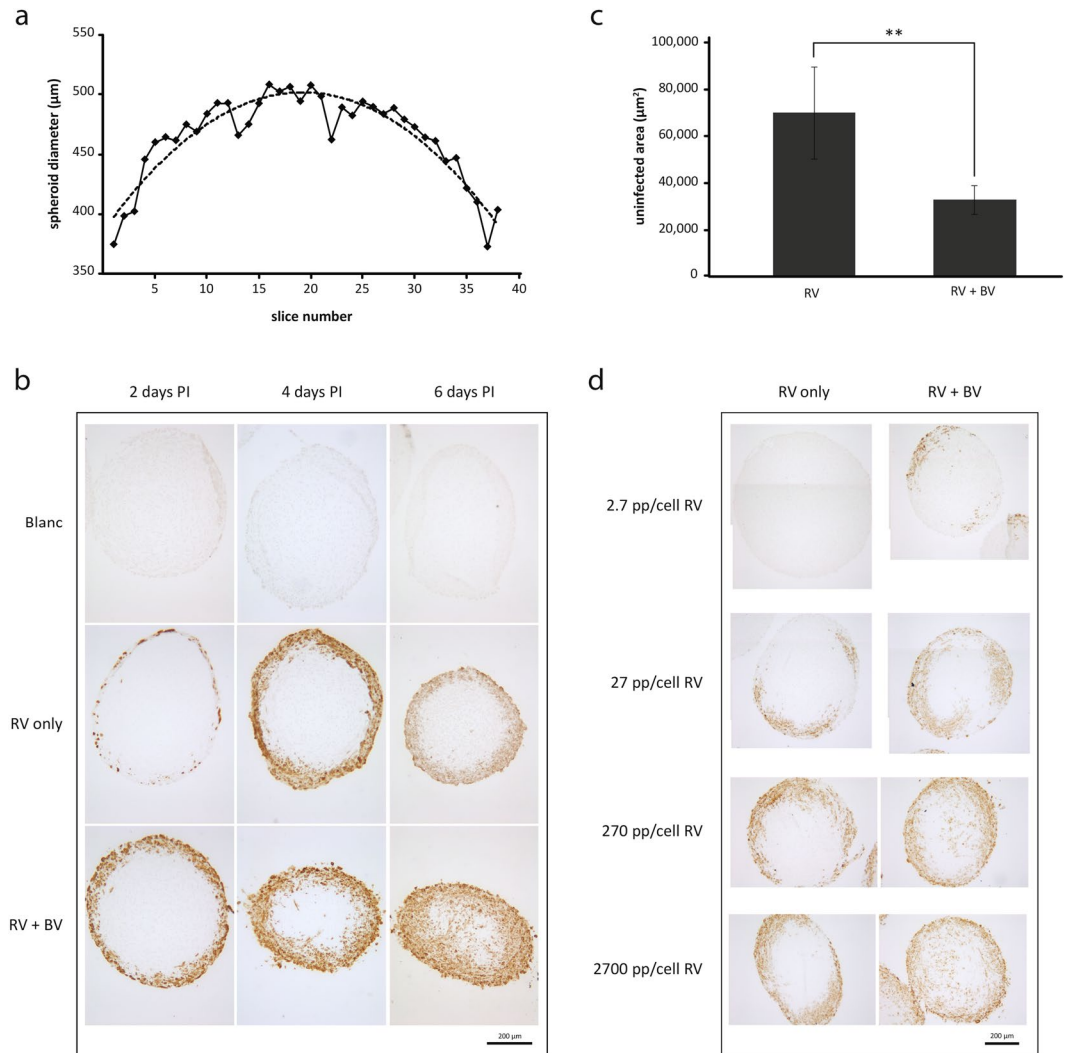 a
550
500
450
400
350
spheroid diameter (µm)
5 10 15 20 25 30 35 40
slice number
c
**
100,000
80,000
60,000
40,000
20,000
0
uninfected area (µm²)
RV RV + BV
b
2 days PI 4 days PI 6 days PI
Blanc
RV only
RV + BV
200 µm
d
RV only RV + BV
2.7 pp/cell RV
27 pp/cell RV
270 pp/cell RV
2700 pp/cell RV
200 µm